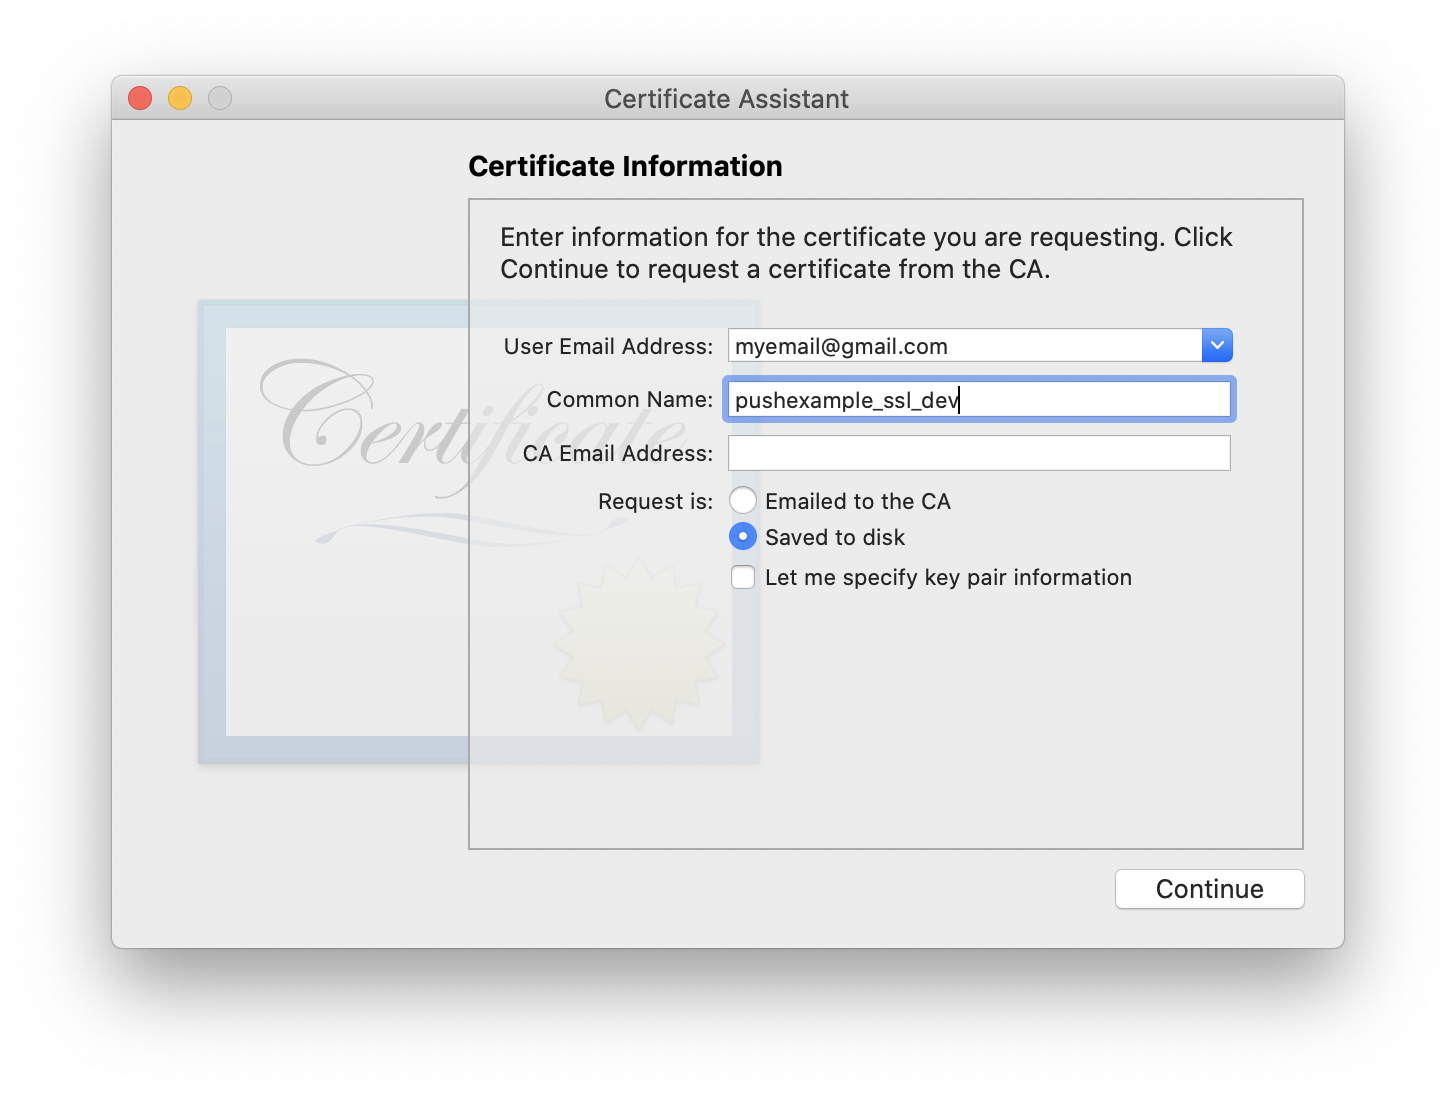 Certificate Assistant
Certificate Information
Enter information for the certificate you are requesting. Click
Continue to request a certificate from the CA.
Certificate
User Email Address: myemail@gmail.com
Common Name: pushexample_ssl_dev
CA Email Address:
Request is: Emailed to the CA
Saved to disk
Let me specify key pair information
Continue